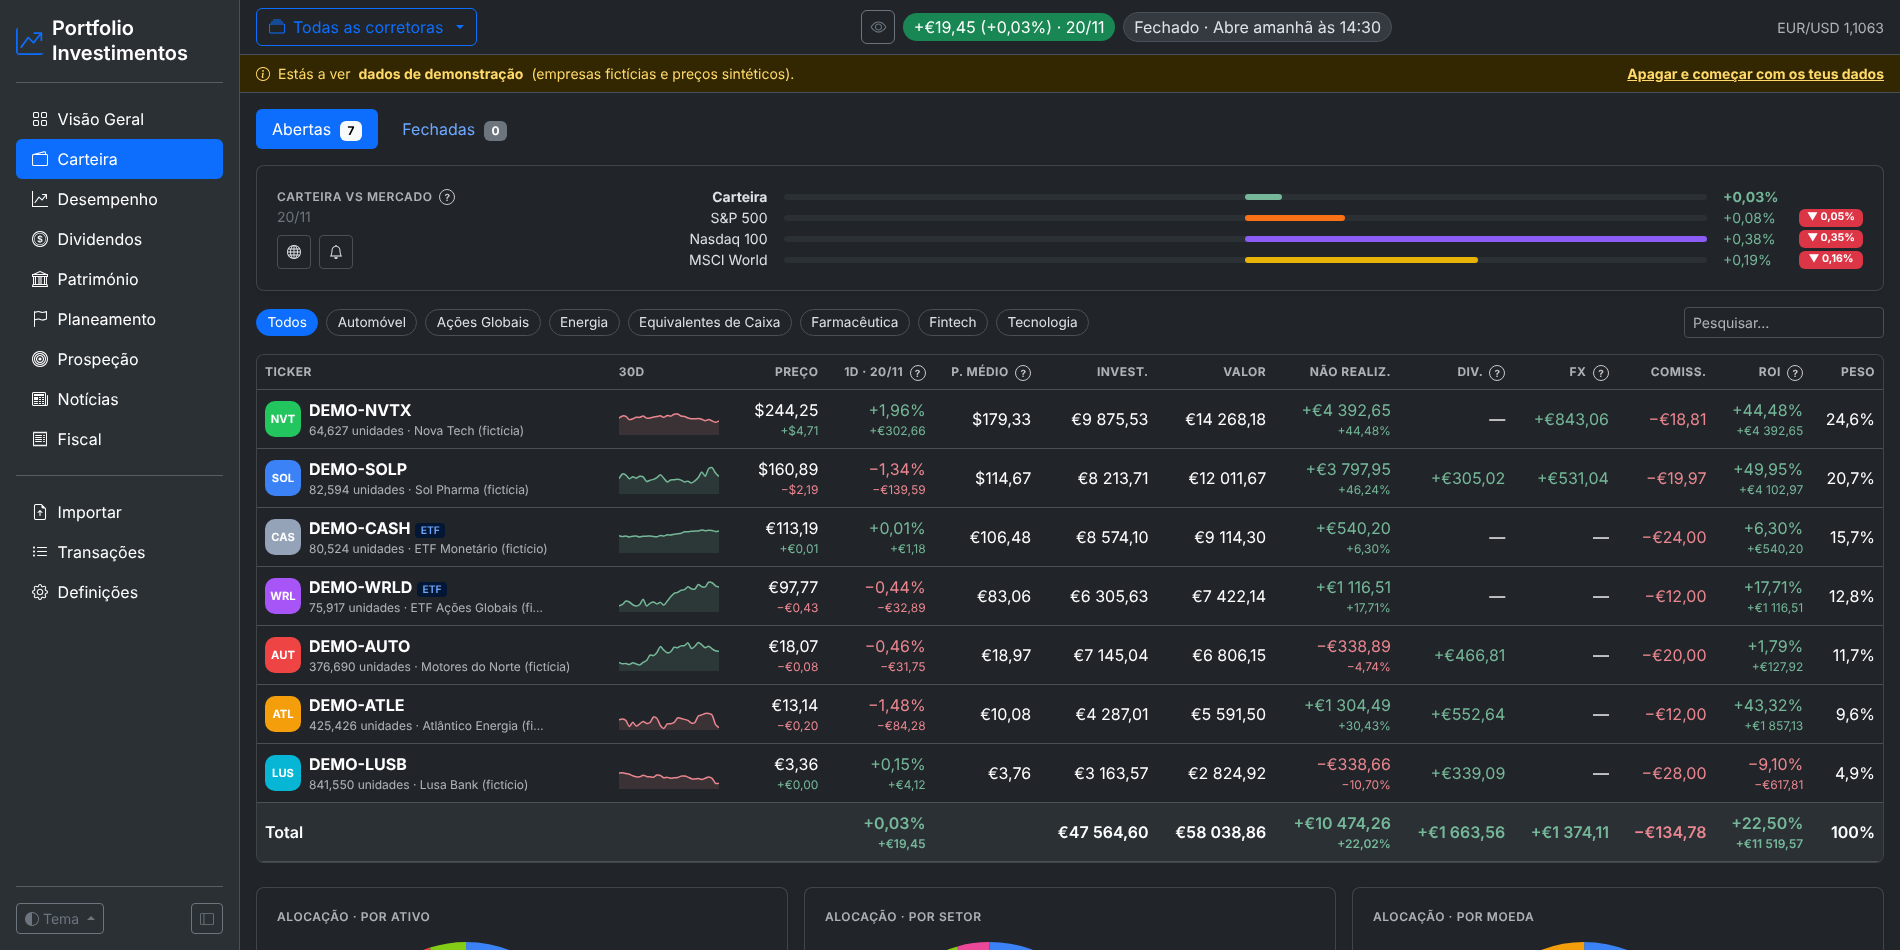 Portfolio
Investimentos
Visão Geral
Carteira
Desempenho
Dividendos
Património
Planeamento
Prospeção
Notícias
Fiscal
Importar
Transações
Definições
Tema
Todas as corretoras
+€19,45 (+0,03%) · 20/11
Fechado · Abre amanhã às 14:30
EUR/USD 1,1063
Estás a ver dados de demonstração (empresas fictícias e preços sintéticos).
Apagar e começar com os teus dados
Abertas 7
Fechadas 0
CARTEIRA VS MERCADO ?
20/11
Carteira +0,03%
S&P 500 +0,08% ▼ 0,05%
Nasdaq 100 +0,38% ▼ 0,35%
MSCI World +0,19% ▼ 0,16%
Todos Automóvel Ações Globais Energia Equivalentes de Caixa Farmacêutica Fintech Tecnologia
Pesquisar...
TICKER 30D PREÇO 1D · 20/11 ? P. MÉDIO ? INVEST. VALOR NÃO REALIZ. DIV. ? FX ? COMISS. ROI ? PESO
NVT DEMO-NVTX $244,25 +1,96% $179,33 €9 875,53 €14 268,18 +€4 392,65 — +€843,06 −€18,81 +44,48% 24,6%
64,627 unidades · Nova Tech (fictícia) +$4,71 +€302,66 +44,48% +€4 392,65
SOL DEMO-SOLP $160,89 −1,34% $114,67 €8 213,71 €12 011,67 +€3 797,95 +€305,02 +€531,04 −€19,97 +49,95% 20,7%
82,594 unidades · Sol Pharma (fictícia) −$2,19 −€139,59 +46,24% +€4 102,97
CAS DEMO-CASH ETF €113,19 +0,01% €106,48 €8 574,10 €9 114,30 +€540,20 — — −€24,00 +6,30% 15,7%
80,524 unidades · ETF Monetário (fictício) +€0,01 +€1,18 +6,30% +€540,20
WRL DEMO-WRLD ETF €97,77 −0,44% €83,06 €6 305,63 €7 422,14 +€1 116,51 — — −€12,00 +17,71% 12,8%
75,917 unidades · ETF Ações Globais (fi... −€0,43 −€32,89 +17,71% +€1 116,51
AUT DEMO-AUTO €18,07 −0,46% €18,97 €7 145,04 €6 806,15 −€338,89 +€466,81 — −€20,00 +1,79% 11,7%
376,690 unidades · Motores do Norte (fictícia) −€0,08 −€31,75 −4,74% +€127,92
ATL DEMO-ATLE €13,14 −1,48% €10,08 €4 287,01 €5 591,50 +€1 304,49 +€552,64 — −€12,00 +43,32% 9,6%
425,426 unidades · Atlântico Energia (fi... −€0,20 −€84,28 +30,43% +€1 857,13
LUS DEMO-LUSB €3,36 +0,15% €3,76 €3 163,57 €2 824,92 −€338,66 +€339,09 — −€28,00 −9,10% 4,9%
841,550 unidades · Lusa Bank (fictício) +€0,00 +€4,12 −10,70% −€617,81
Total +0,03% €47 564,60 €58 038,86 +€10 474,26 +€1 663,56 +€1 374,11 −€134,78 +22,50% 100%
+€19,45 +22,02% +€11 519,57
ALOCAÇÃO · POR ATIVO
ALOCAÇÃO · POR SETOR
ALOCAÇÃO · POR MOEDA